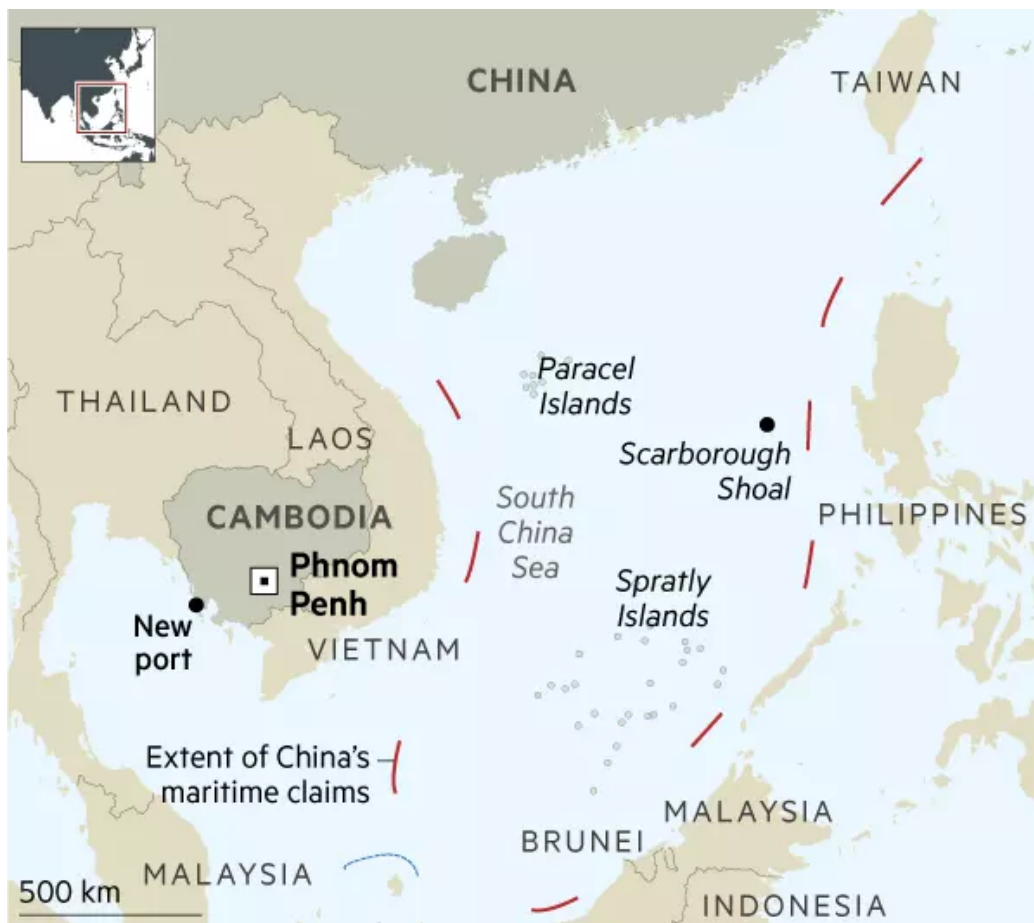 CHINA
TAIWAN
Paracel
Islands
THAILAND
LAOS
Scarborough
Shoal
South
China
Sea
CAMBODIA
PHILIPPINES
Phnom
Penh
Spratly
Islands
New
port
VIETNAM
Extent of China's
maritime claims
MALAYSIA
BRUNEI
MALAYSIA
500 km
INDONESIA